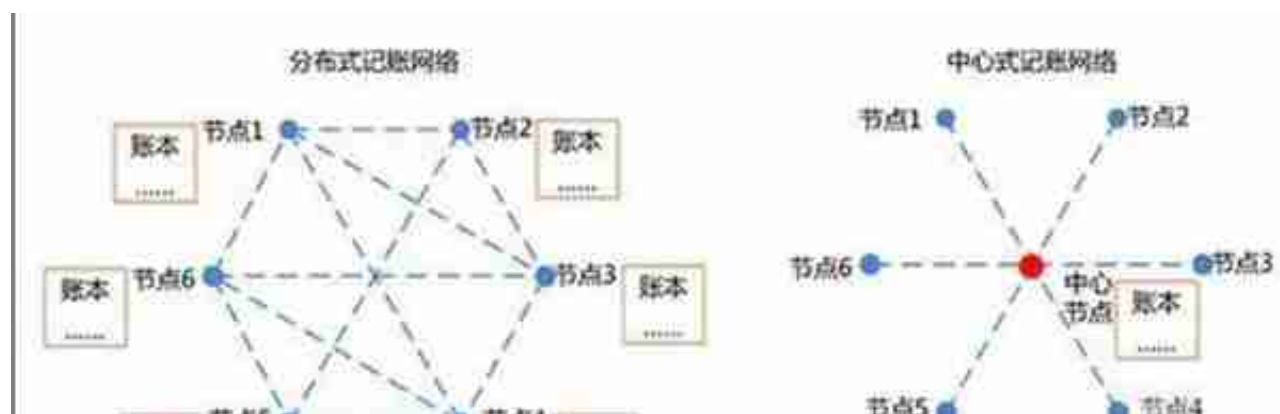 分布式记账网络
节点1
节点2
账本
......
账本
......
节点6
节点3
账本
......
账本
......
中心式记账网络
节点1
节点2
节点6
节点3
中心
节点
账本
......
节点5
节点4